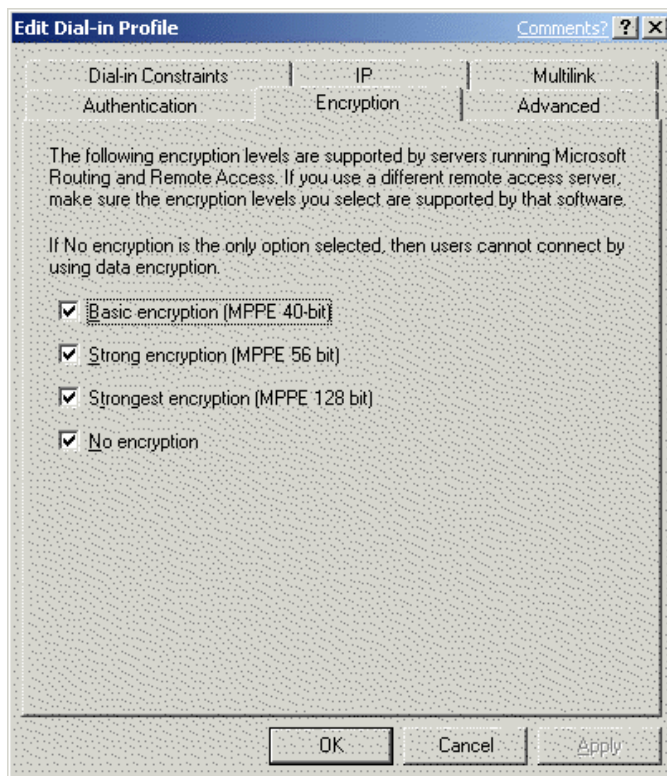 Edit Dial-in Profile Comments? ? X
Dial-in Constraints IP Multilink
Authentication Encryption Advanced
The following encryption levels are supported by servers running Microsoft
Routing and Remote Access. If you use a different remote access server,
make sure the encryption levels you select are supported by that software.
If No encryption is the only option selected, then users cannot connect by
using data encryption.
Basic encryption (MPPE 40-bit)
Strong encryption (MPPE 56 bit)
Strongest encryption (MPPE 128 bit)
No encryption
OK Cancel Apply